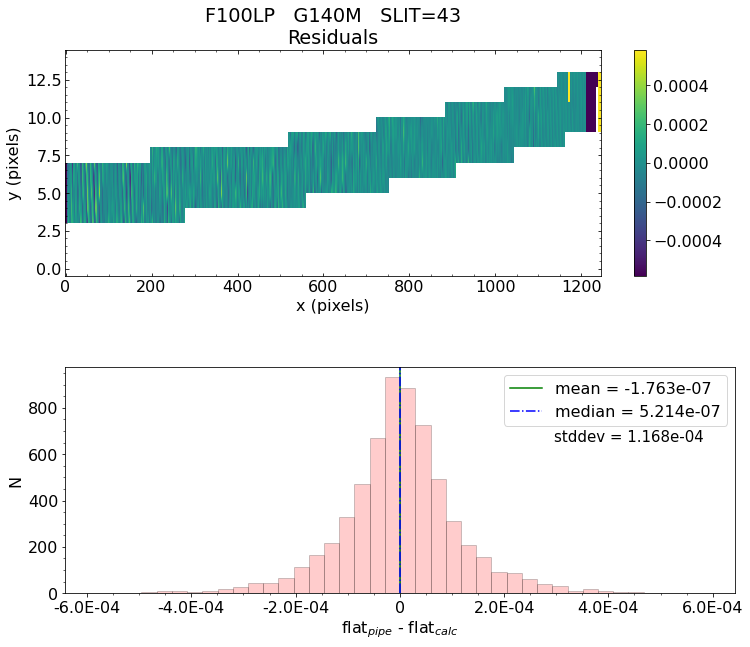 F100LP G140M SLIT=43
Residuals
12.5
10.0
7.5
5.0
2.5
0.0
y (pixels)
0 200 400 600 800 1000 1200
x (pixels)
0.0004
0.0002
0.0000
−0.0002
−0.0004
mean = -1.763e-07
median = 5.214e-07
stddev = 1.168e-04
800
600
400
200
0
N
-6.0E-04 -4.0E-04 -2.0E-04 0 2.0E-04 4.0E-04 6.0E-04
flat_pipe - flat_calc